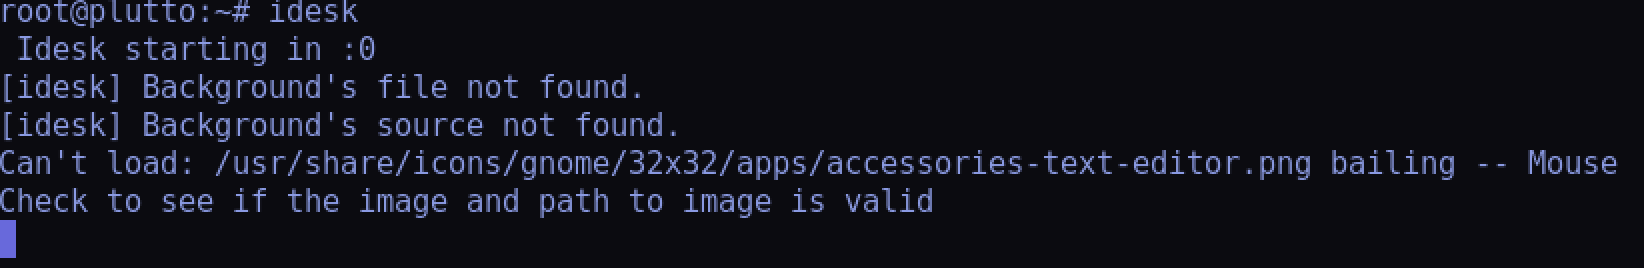 root@plutto:~# idesk
Idesk starting in :0
[idesk] Background's file not found.
[idesk] Background's source not found.
Can't load: /usr/share/icons/gnome/32x32/apps/accessories-text-editor.png bailing -- Mouse
Check to see if the image and path to image is valid